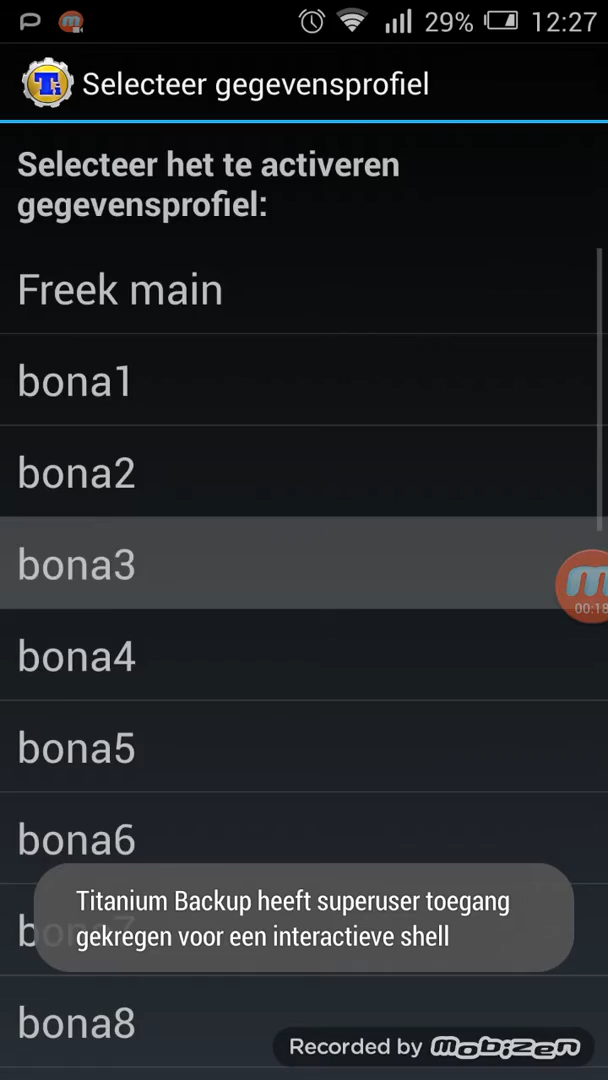 29% 12:27
Selecteer gegevensprofiel
Selecteer het te activeren
gegevensprofiel:
Freek main
bona1
bona2
bona3
00:18
bona4
bona5
bona6
Titanium Backup heeft superuser toegang
bona7
gekregen voor een interactieve shell
bona8
Recorded by mobizen